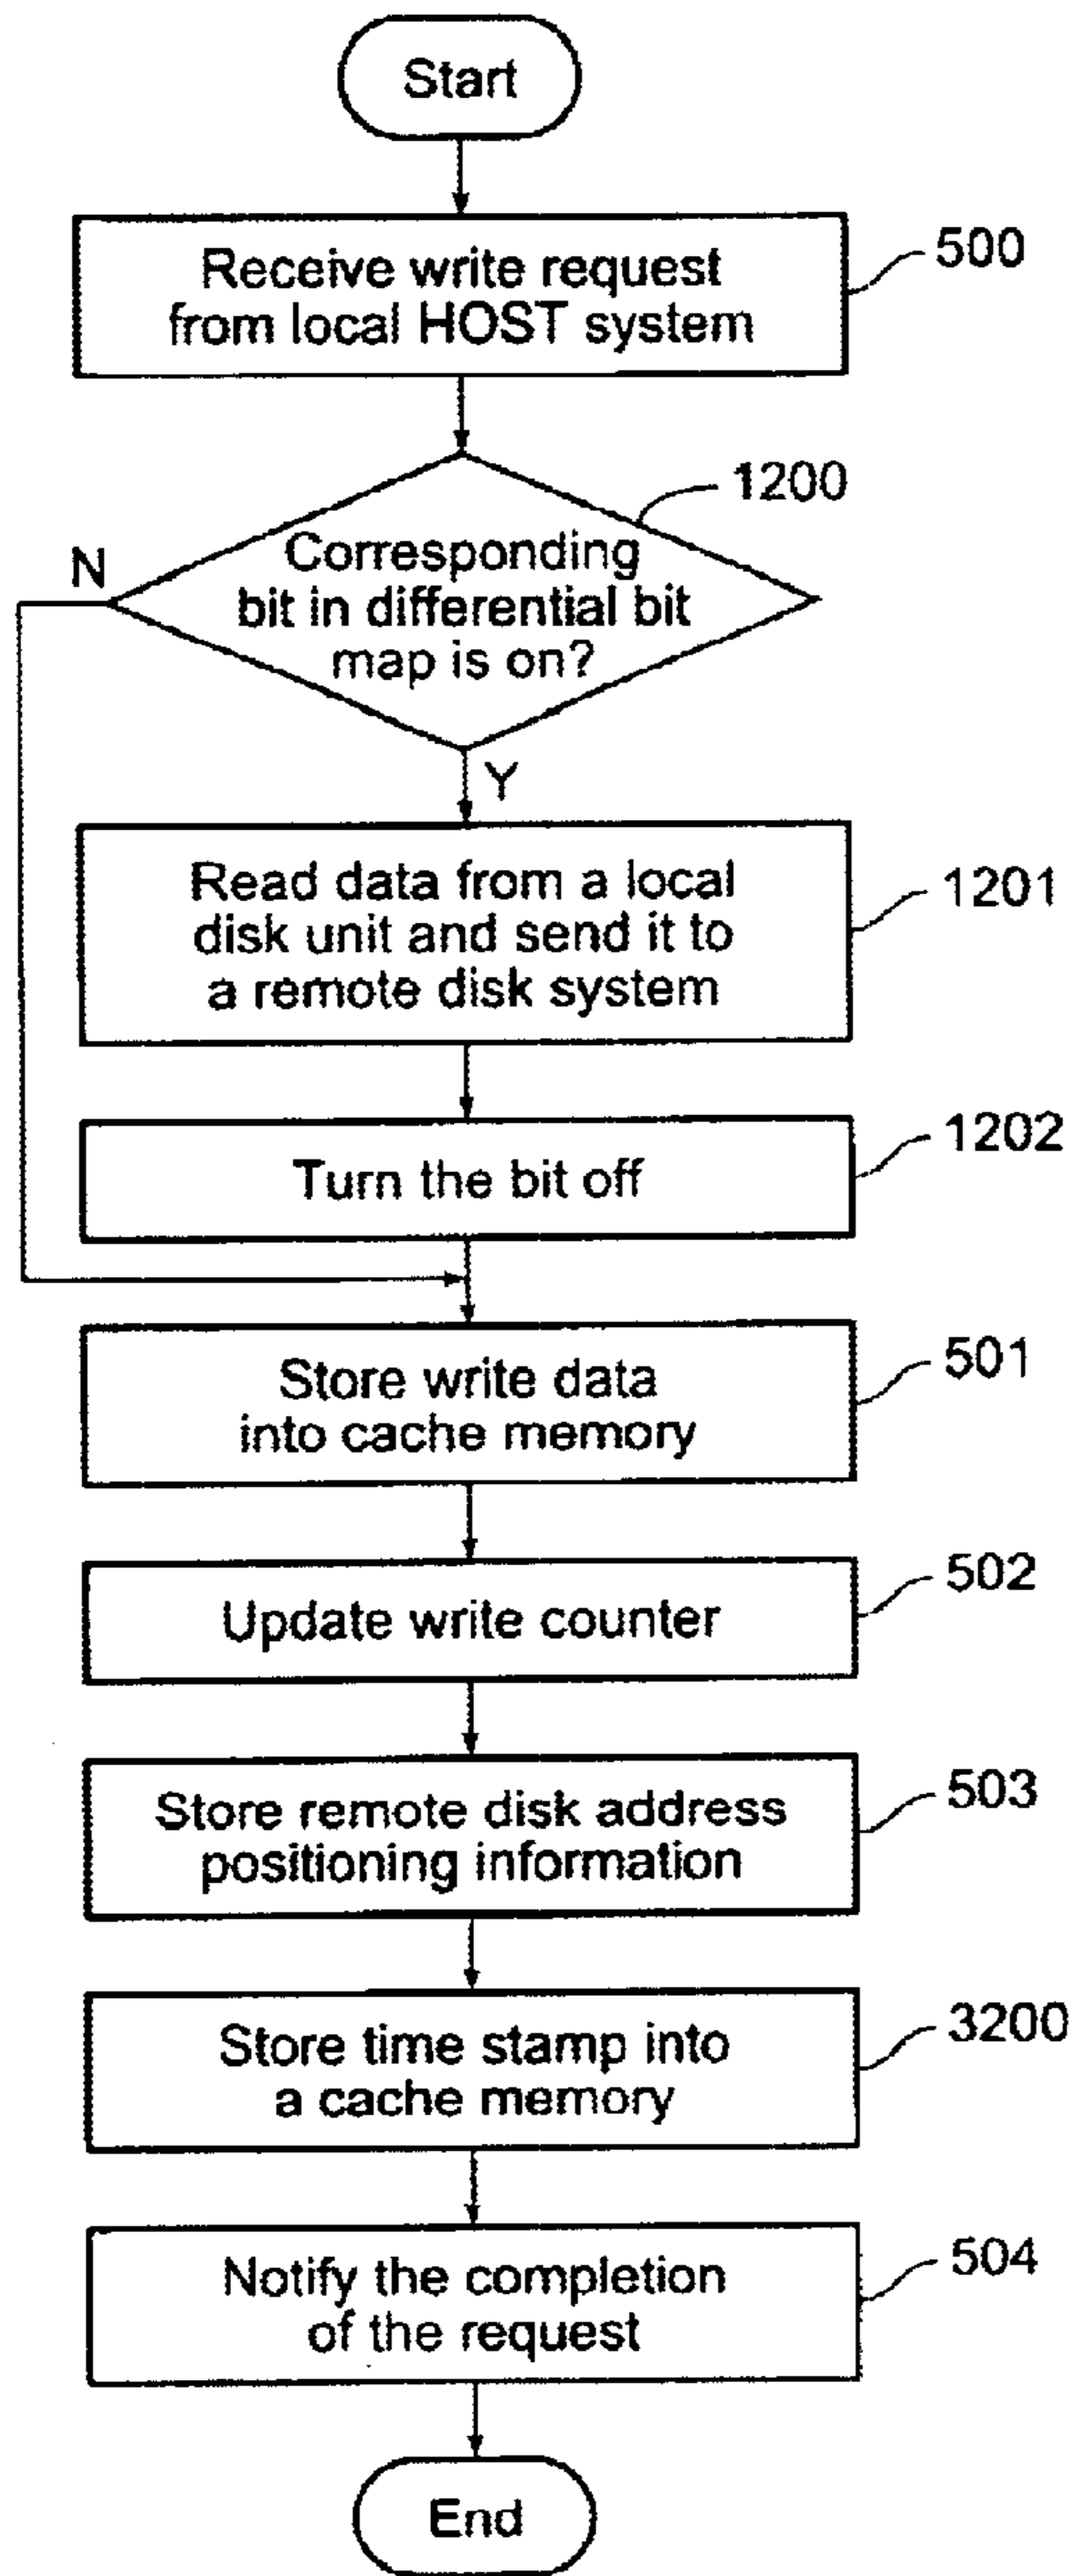 Start
Receive write request
from local HOST system
500
1200
Corresponding
bit in differential bit
map is on?
N
Y
Read data from a local
disk unit and send it to
a remote disk system
1201
Turn the bit off
1202
Store write data
into cache memory
501
Update write counter
502
Store remote disk address
positioning information
503
Store time stamp into
a cache memory
3200
Notify the completion
of the request
504
End